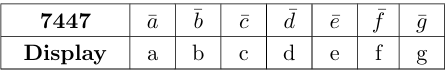 7447 ā b̄ c̄ d̄ ē f̄ ḡ
Display a b c d e f g